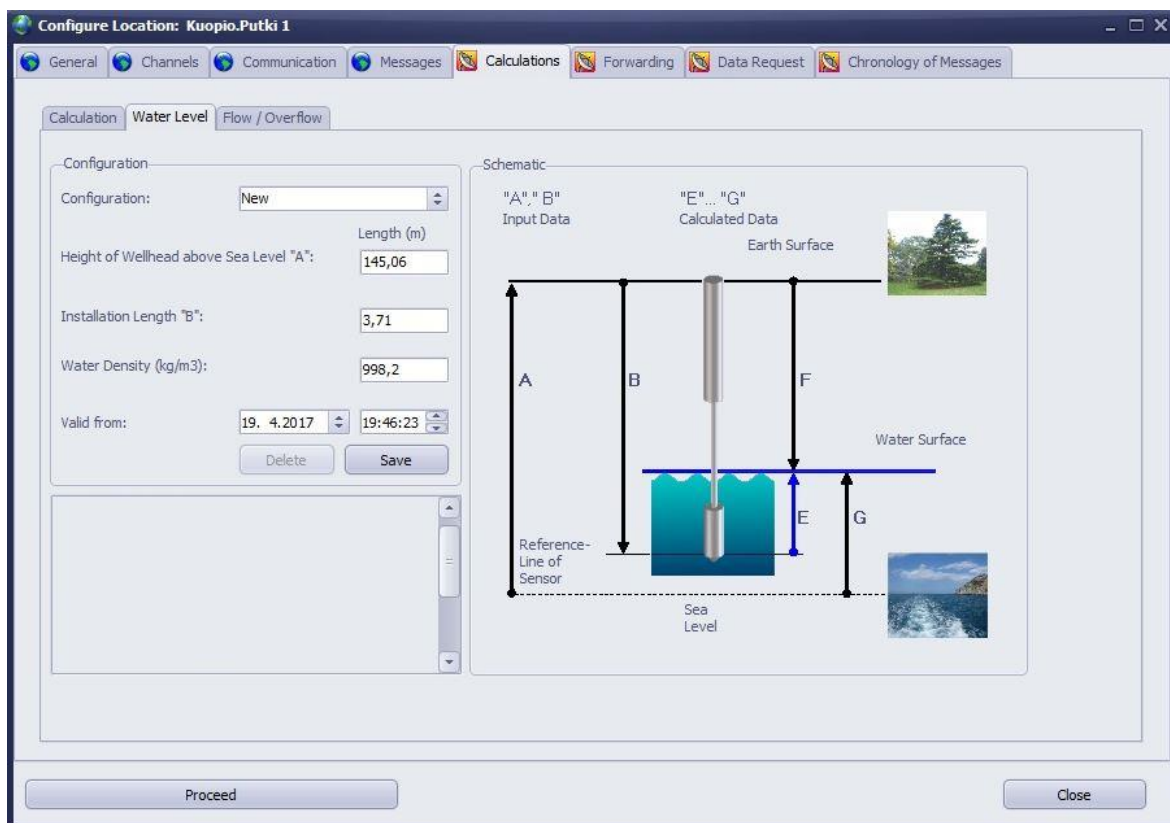 Configure Location: Kuopio.Putki 1
General Channels Communication Messages Calculations Forwarding Data Request Chronology of Messages
Calculation Water Level Flow / Overflow
Configuration
Configuration: New
Length (m)
Height of Wellhead above Sea Level "A": 145,06
Installation Length "B": 3,71
Water Density (kg/m3): 998,2
Valid from: 19. 4.2017 19:46:23
Delete Save
Schematic
"A"," B" "E"... "G"
Input Data Calculated Data
Earth Surface
A B F
Water Surface
E G
Reference-
Line of
Sensor
Sea
Level
Proceed Close